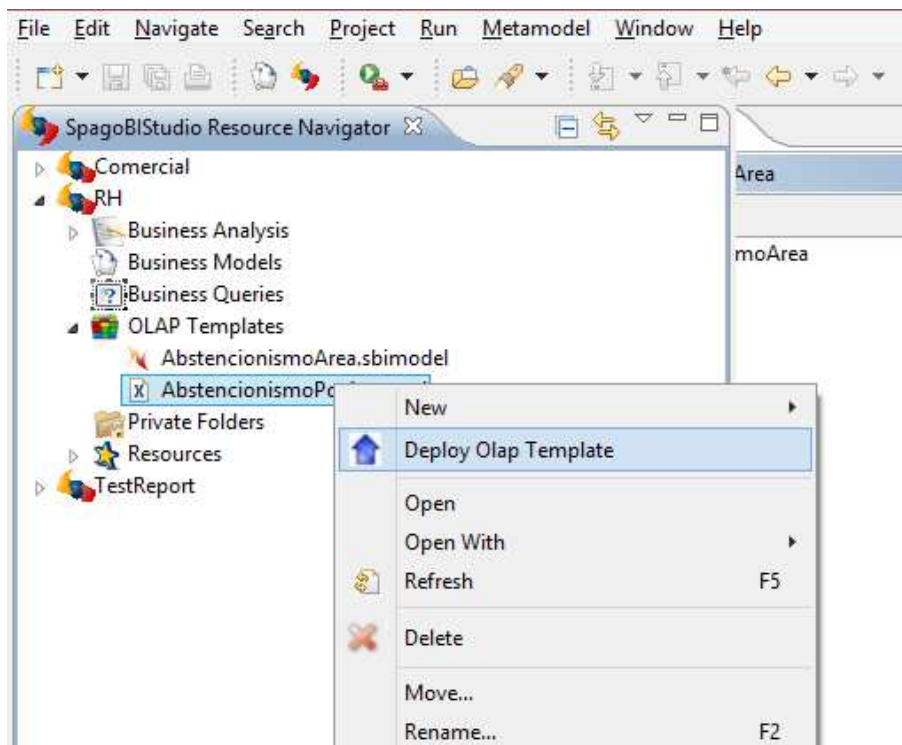 File Edit Navigate Search Project Run Metamodel Window Help
SpagoBIStudio Resource Navigator
Area
Comercial
RH
Business Analysis
moArea
Business Models
Business Queries
OLAP Templates
AbstencionismoArea.sbimodel
AbstencionismoPo
New
Private Folders
Deploy Olap Template
Resources
TestReport
Open
Open With
Refresh F5
Delete
Move...
Rename... F2